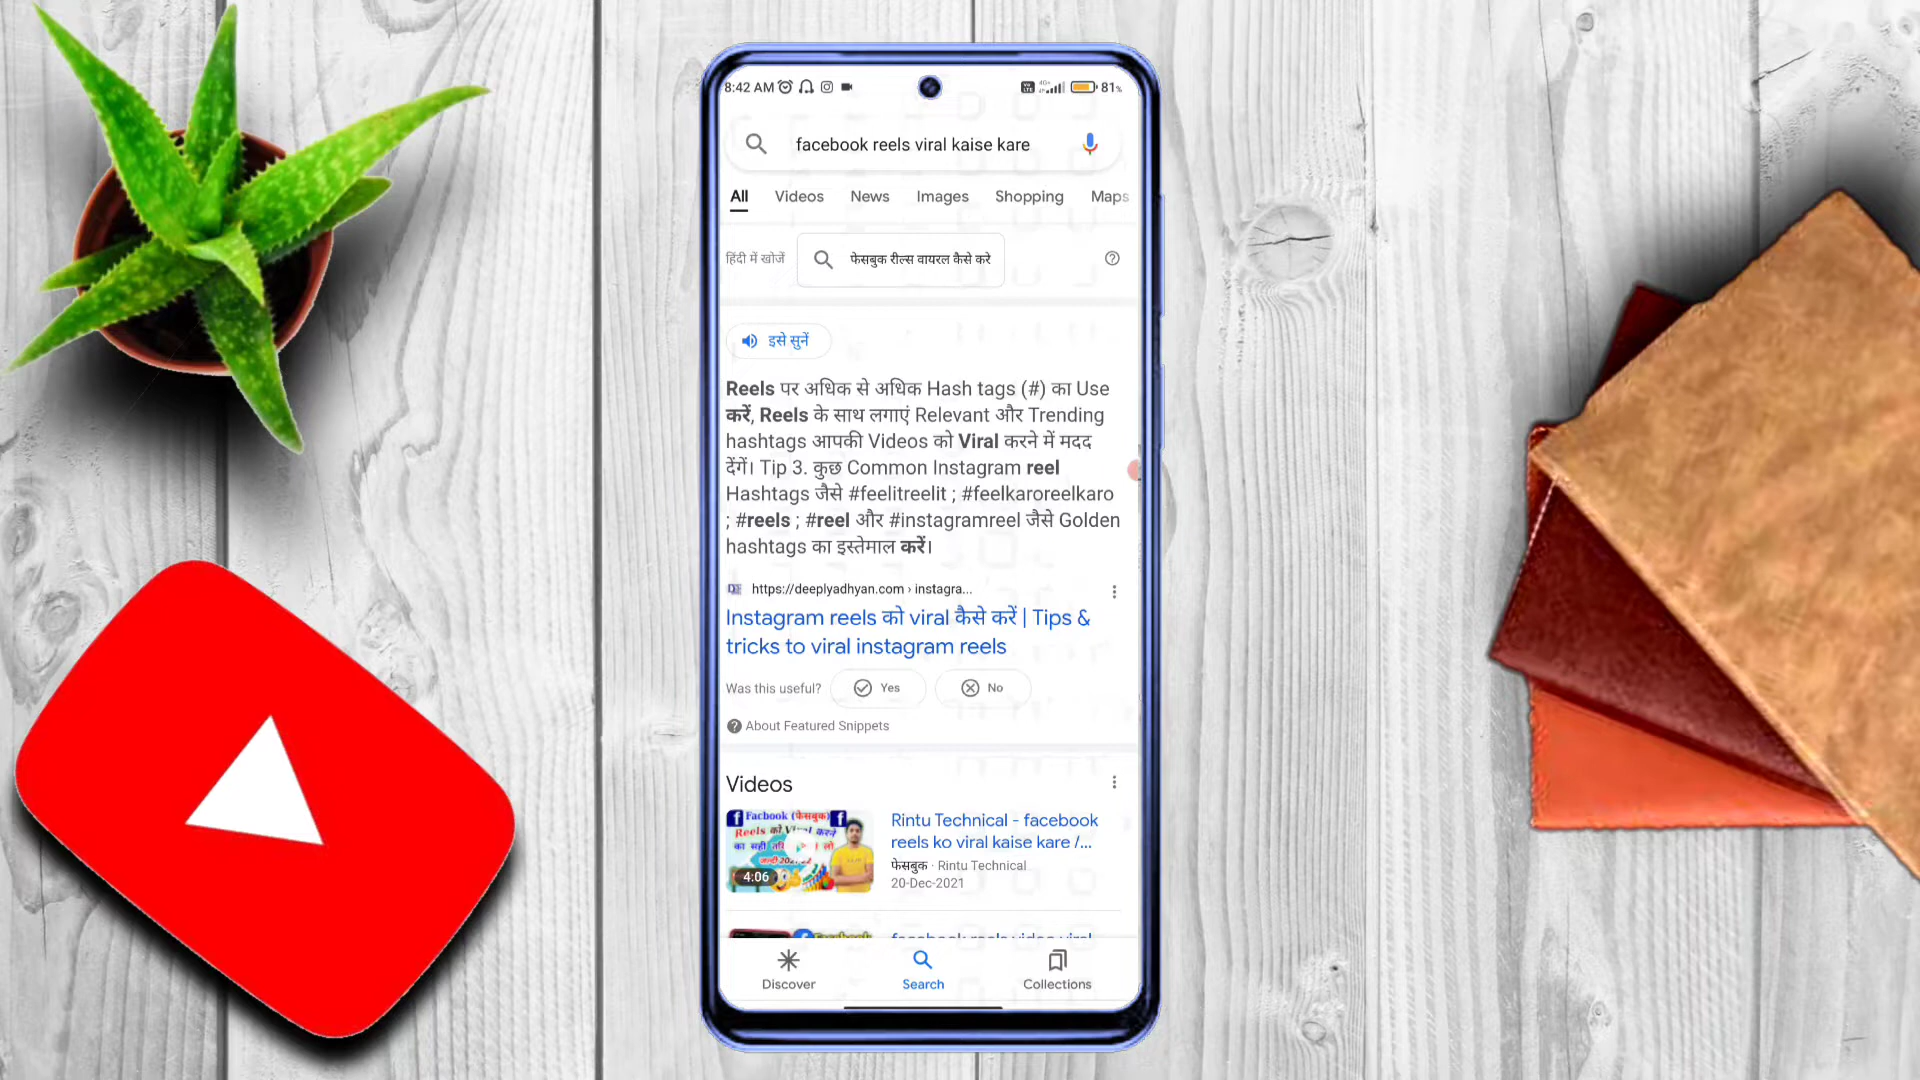 8:42 AM 81%
facebook reels viral kaise kare
All Videos News Images Shopping Maps
हिंदी में खोजें फेसबुक रील्स वायरल कैसे करे
इसे सुनें
Reels पर अधिक से अधिक Hash tags (#) का Use
करें, Reels के साथ लगाएं Relevant और Trending
hashtags आपकी Videos को Viral करने में मदद
देंगें। Tip 3. कुछ Common Instagram reel
Hashtags जैसे #feelitreelit ; #feelkaroreelkaro
; #reels ; #reel और #instagramreel जैसे Golden
hashtags का इस्तेमाल करें।
https://deeplyadhyan.com › instagra...
Instagram reels को viral कैसे करें | Tips &
tricks to viral instagram reels
Was this useful? Yes No
About Featured Snippets
Videos
Facbook (फेसबुक)
Reels को Viral करने
का सही
4:06
Rintu Technical - facebook
reels ko viral kaise kare /...
फेसबुक · Rintu Technical
20-Dec-2021
Discover Search Collections